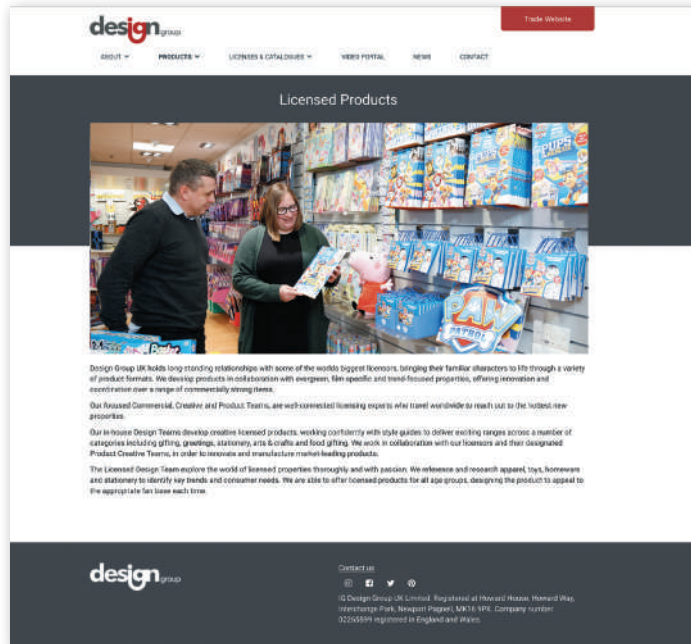 design group
Trade Website
ABOUT
PRODUCTS
LICENSES & CATALOGUES
VIDEO PORTAL
NEWS
CONTACT
Licensed Products
PUPS
PAW
PATROL
Design Group UK holds long-standing relationships with some of the worlds biggest licensors, bringing their familiar characters to life through a variety
of product formats. We develop products in collaboration with evergreen, film-specific and trend-focused properties, offering innovation and
coordination over a range of commercially strong items.
Our focused Commercial, Creative and Product Teams, are well-connected licensing experts who travel worldwide to reach out to the hottest new
properties.
Our in-house Design Teams develop creative licensed products, working confidently with style guides to deliver exciting ranges across a number of
categories including gifting, greetings, stationery, arts & crafts and food gifting. We work in collaboration with our licensors and their designated
Product Creative Teams, in order to innovate and manufacture market-leading products.
The Licensed Design Team explore the world of licensed properties thoroughly and with passion. We reference and research apparel, toys, homeware
and stationery to identify key trends and consumer needs. We are able to offer licensed products for all age groups, designing the product to appeal to
the appropriate fan base each time.
design group
Contact us
IG Design Group UK Limited. Registered at Howard House, Howard Way,
Interchange Park, Newport Pagnell, MK16 9PX. Company number
02265899 registered in England and Wales.